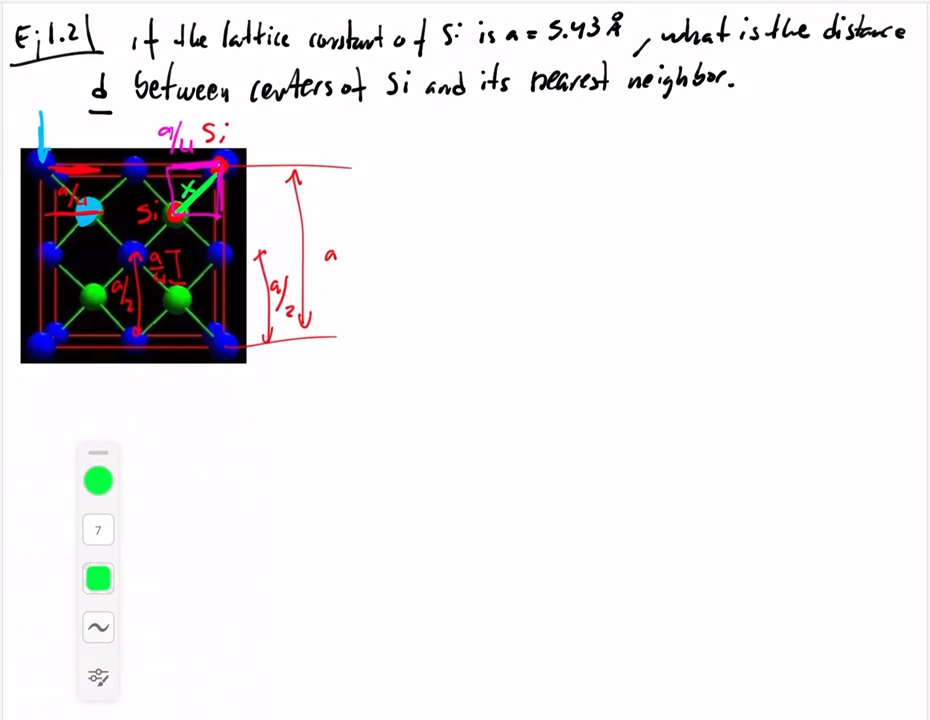 Ej 1.2| if the lattice constant of Si is a = 5.43 Å, what is the distance
d between centers of Si and its nearest neighbor.
a/4 Si
x
a/4
Si
a/4
a/2
a/2
a
7